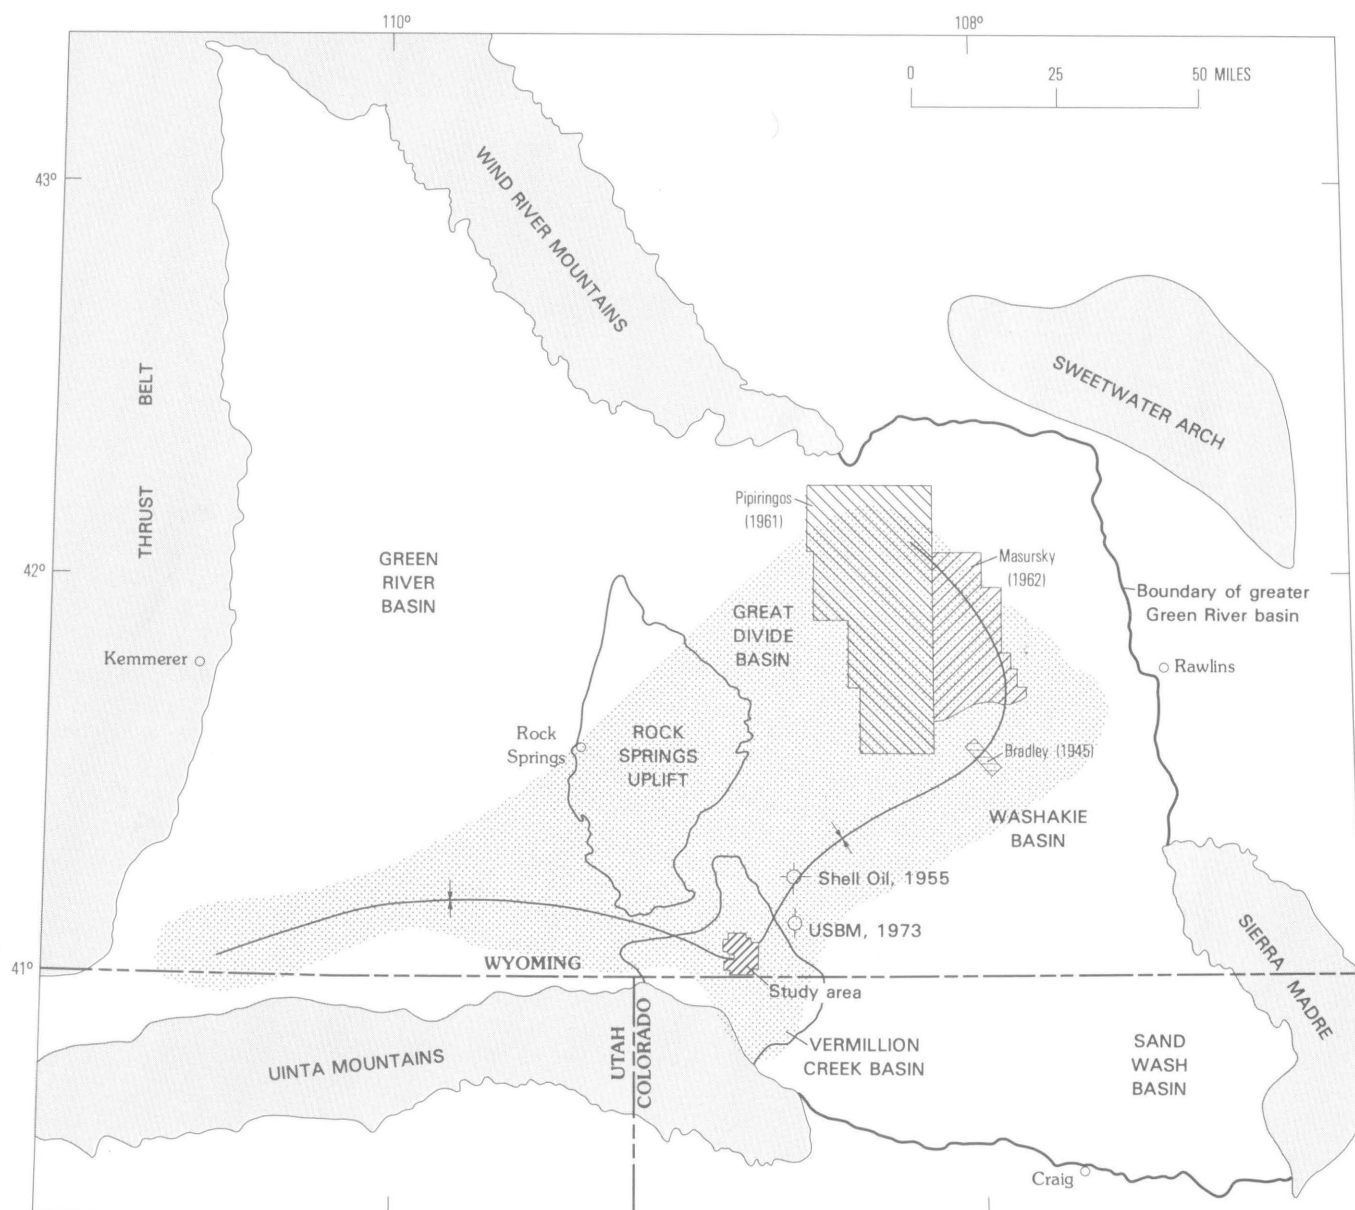 110°
108°
0 25 50 MILES
43°
WIND RIVER MOUNTAINS
SWEETWATER ARCH
THRUST BELT
Pipiringos
(1961)
Masursky
(1962)
GREEN
RIVER
BASIN
42°
GREAT
DIVIDE
BASIN
Boundary of greater
Green River basin
Kemmerer
Rawlins
Rock
Springs
ROCK
SPRINGS
UPLIFT
Bradley (1945)
WASHAKIE
BASIN
Shell Oil, 1955
USBM, 1973
SIERRA MADRE
41°
WYOMING
Study area
UTAH
COLORADO
VERMILLION
CREEK BASIN
UINTA MOUNTAINS
SAND
WASH
BASIN
Craig